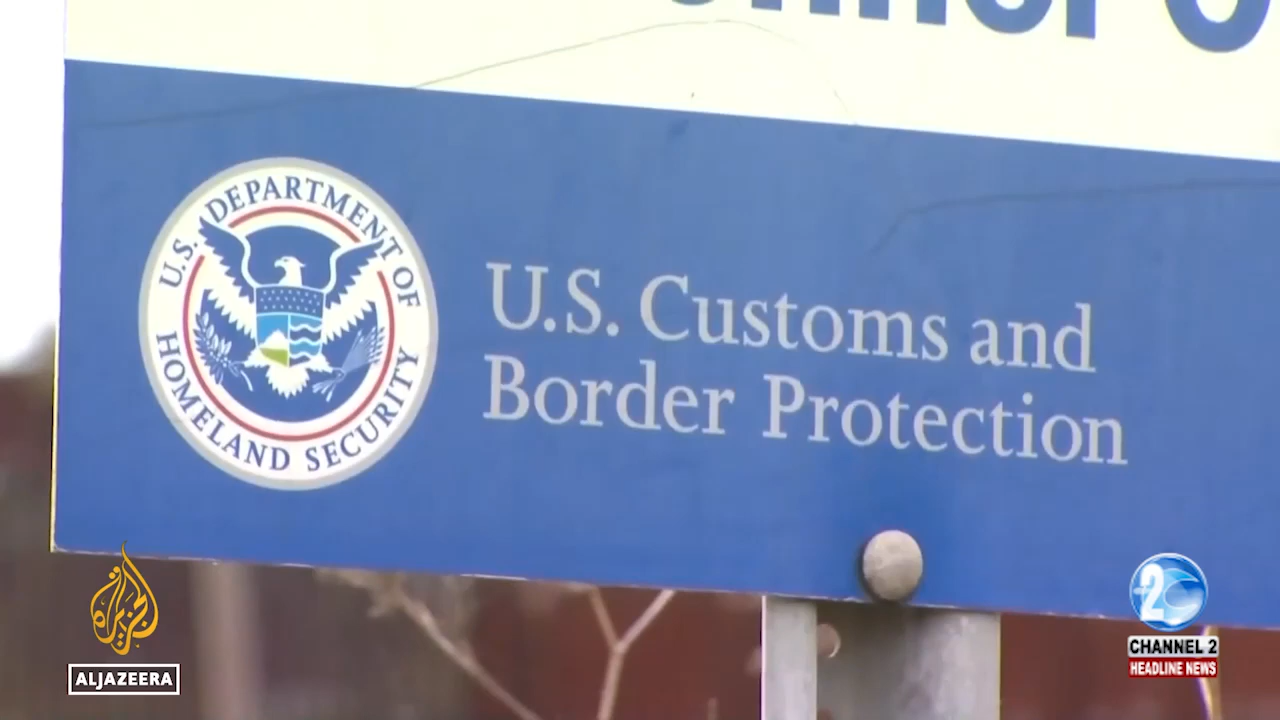 U.S. DEPARTMENT OF
HOMELAND SECURITY
U.S. Customs and
Border Protection
الجزيرة
ALJAZEERA
2
CHANNEL 2
HEADLINE NEWS